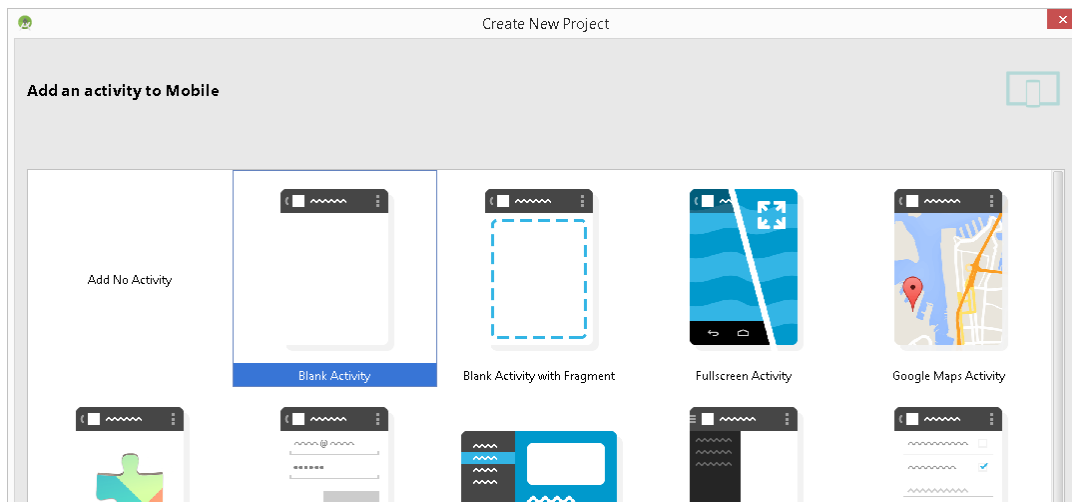 Create New Project
Add an activity to Mobile
Add No Activity
Blank Activity
Blank Activity with Fragment
Fullscreen Activity
Google Maps Activity